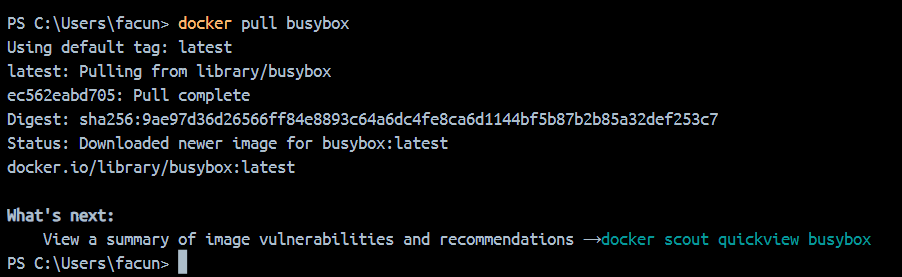 PS C:\Users\facun> docker pull busybox
Using default tag: latest
latest: Pulling from library/busybox
ec562eabd705: Pull complete
Digest: sha256:9ae97d36d26566ff84e8893c64a6dc4fe8ca6d1144bf5b87b2b85a32def253c7
Status: Downloaded newer image for busybox:latest
docker.io/library/busybox:latest
What's next:
View a summary of image vulnerabilities and recommendations → docker scout quickview busybox
PS C:\Users\facun>